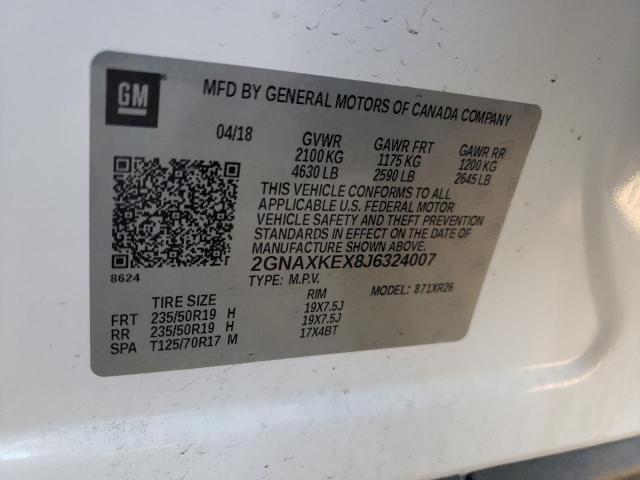 GM
MFD BY GENERAL MOTORS OF CANADA COMPANY
04/18 GVWR GAWR FRT GAWR RR
2100 KG 1175 KG 1200 KG
4630 LB 2590 LB 2645 LB
THIS VEHICLE CONFORMS TO ALL
APPLICABLE U.S. FEDERAL MOTOR
VEHICLE SAFETY AND THEFT PREVENTION
STANDARDS IN EFFECT ON THE DATE OF
MANUFACTURE SHOWN ABOVE.
2GNAXKEX8J6324007
8624 TYPE: M.P.V. MODEL: 871XR26
TIRE SIZE RIM
FRT 235/50R19 H 19X7.5J
RR 235/50R19 H 19X7.5J
SPA T125/70R17 M 17X4BT